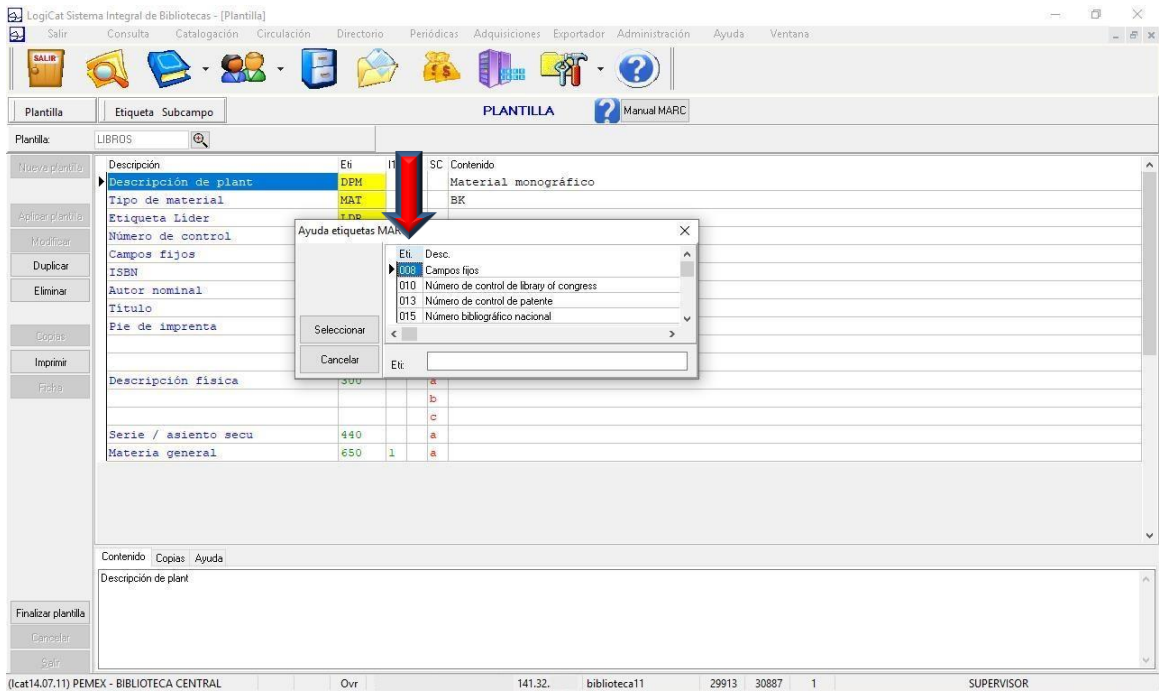 LogiCat Sistema Integral de Bibliotecas - [Plantilla]
Salir Consulta Catalogación Circulación Directorio Periódicas Adquisiciones Exportador Administración Ayuda Ventana
SALIR
Plantilla Etiqueta Subcampo PLANTILLA Manual MARC
Plantilla: LIBROS
Nueva plantilla
Aplicar plantilla
Modificar
Duplicar
Eliminar
Copias
Imprimir
Ficha
Descripción Eti I1 SC Contenido
Descripción de plant DPM Material monográfico
Tipo de material MAT BK
Etiqueta Líder LDR
Número de control
Campos fijos
ISBN
Autor nominal
Título
Pie de imprenta
Descripción física 300 a
b
c
Serie / asiento secu 440 a
Materia general 650 1 a
Ayuda etiquetas MARC
Eti. Desc.
008 Campos fijos
010 Número de control de library of congress
013 Número de control de patente
015 Número bibliográfico nacional
Seleccionar
Cancelar
Eti:
Contenido Copias Ayuda
Descripción de plant
Finalizar plantilla
Cancelar
Salir
(lcat14.07.11) PEMEX - BIBLIOTECA CENTRAL Ovr 141.32. biblioteca11 29913 30887 1 SUPERVISOR